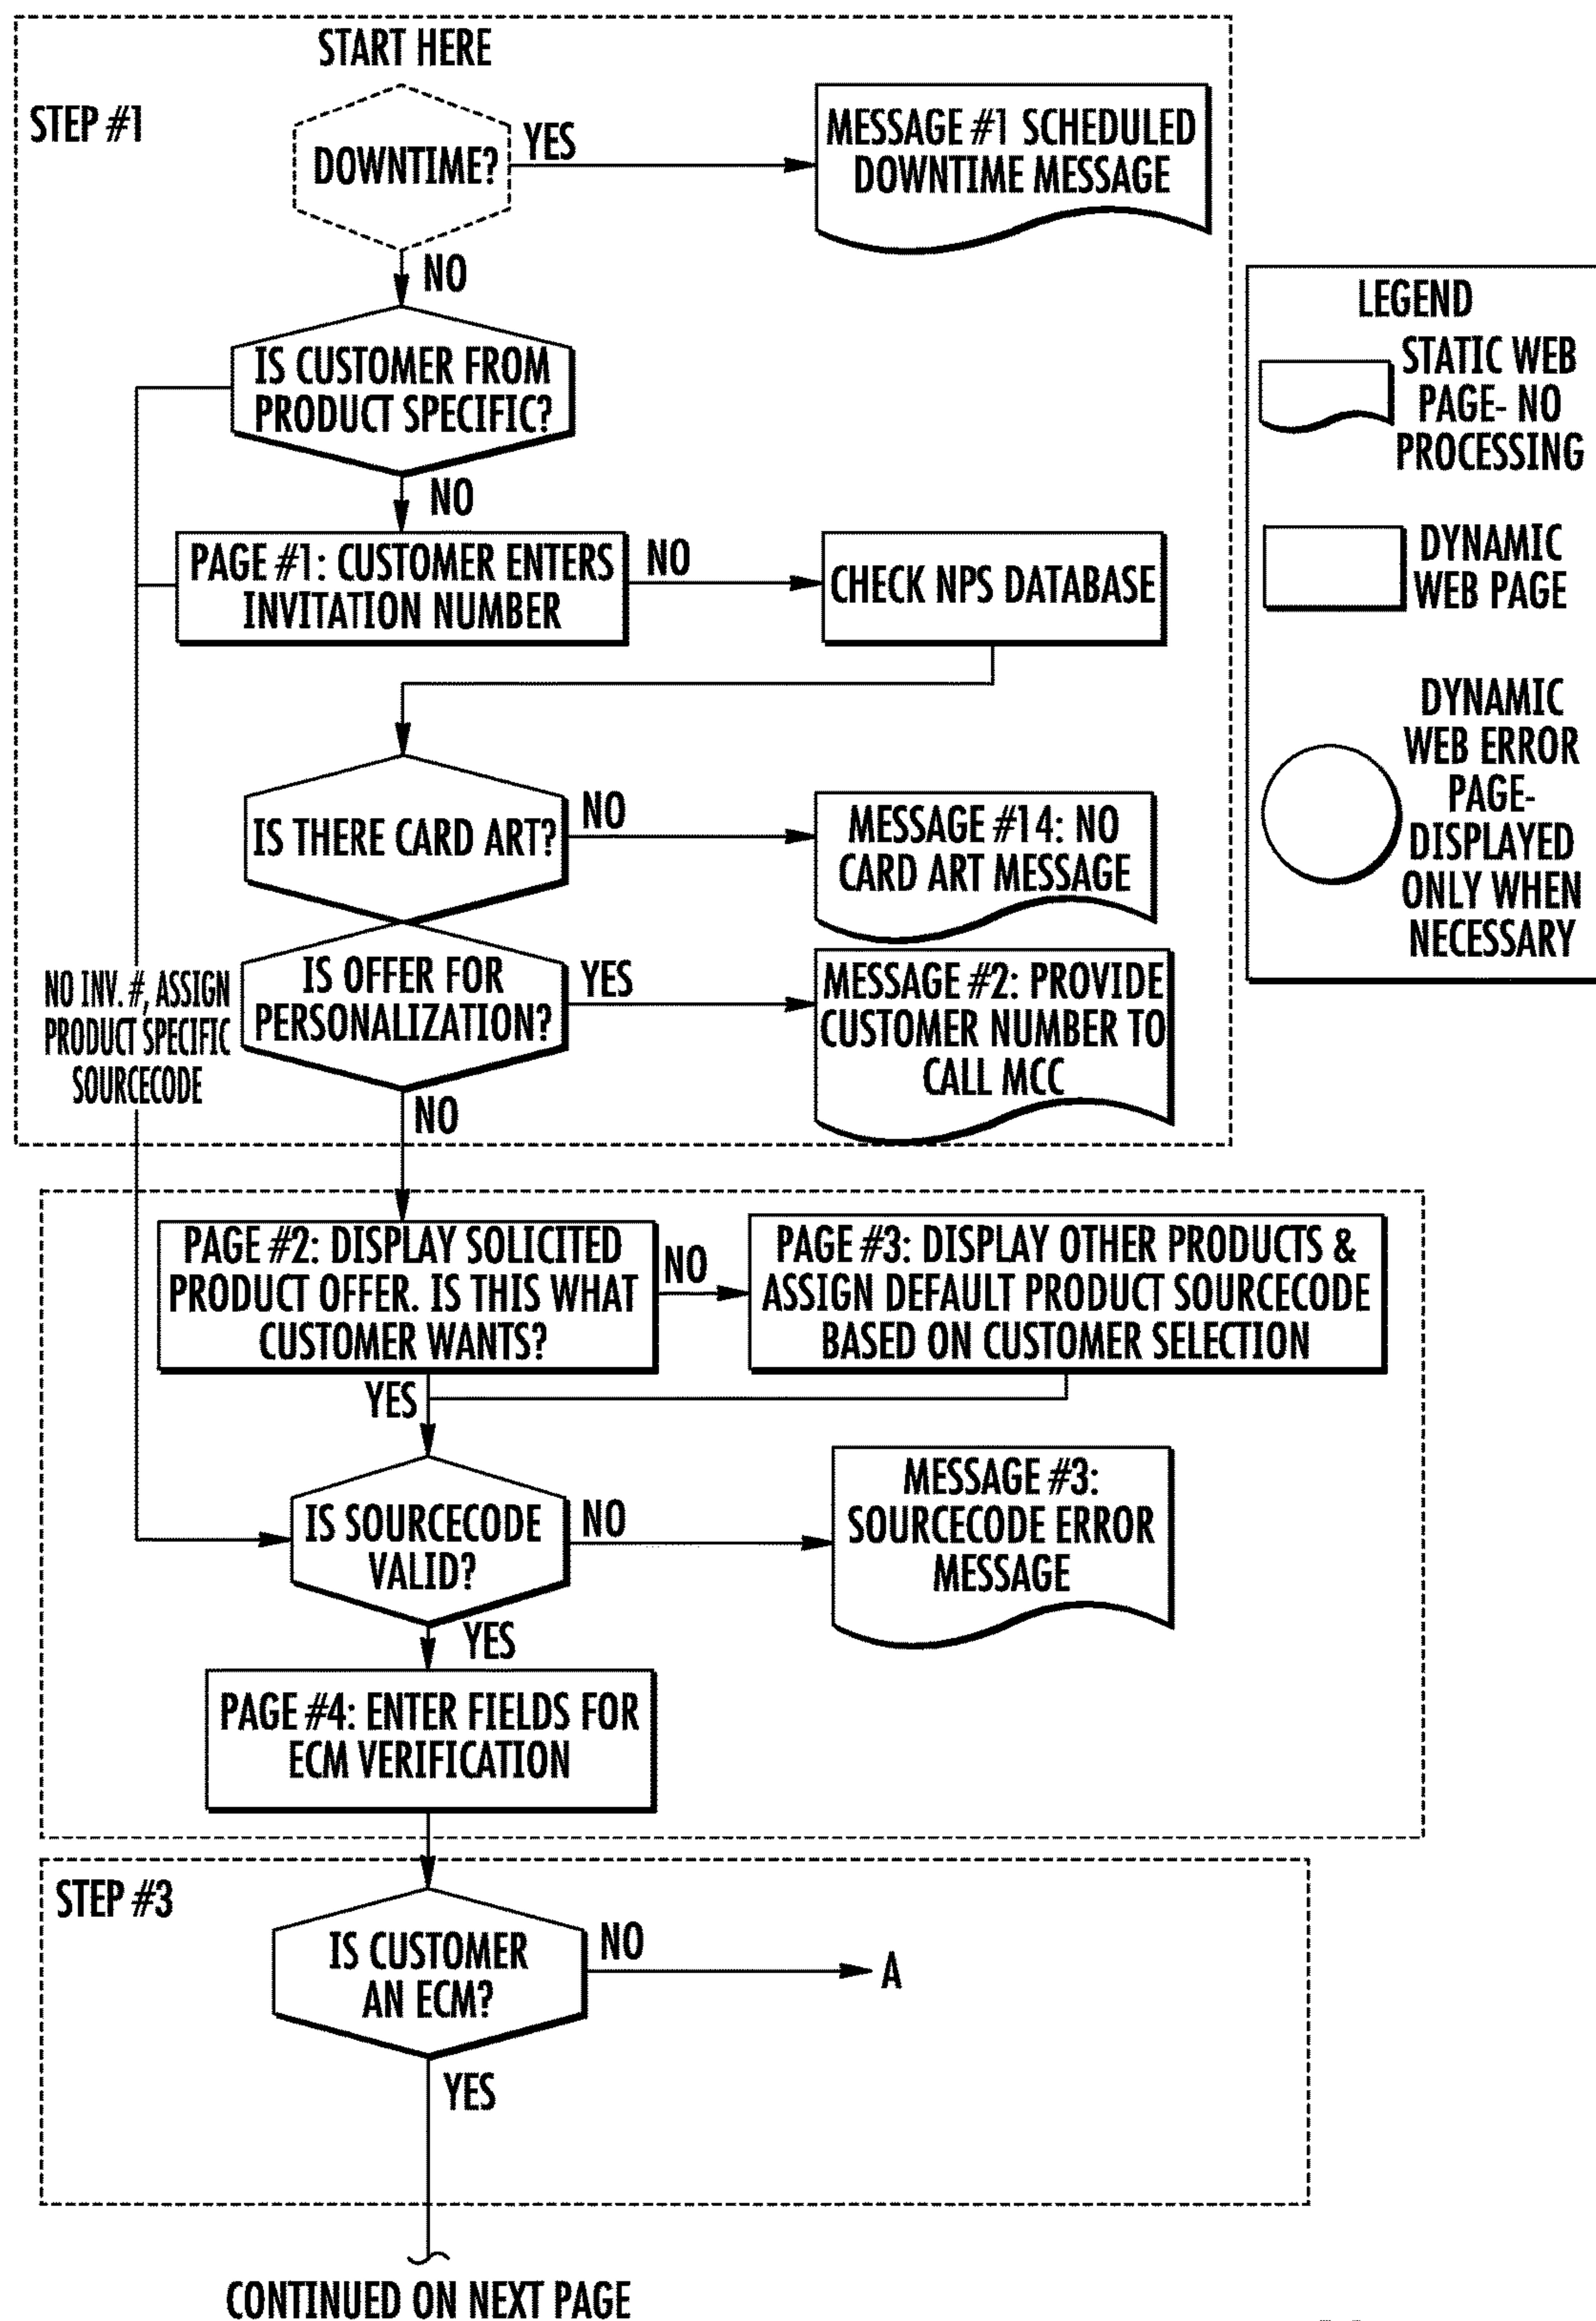 START HERE
STEP #1
DOWNTIME?
YES
MESSAGE #1 SCHEDULED
DOWNTIME MESSAGE
NO
IS CUSTOMER FROM
PRODUCT SPECIFIC?
NO
PAGE #1: CUSTOMER ENTERS
INVITATION NUMBER
NO
CHECK NPS DATABASE
IS THERE CARD ART?
NO
MESSAGE #14: NO
CARD ART MESSAGE
IS OFFER FOR
PERSONALIZATION?
YES
MESSAGE #2: PROVIDE
CUSTOMER NUMBER TO
CALL MCC
NO INV. #, ASSIGN
PRODUCT SPECIFIC
SOURCECODE
NO
LEGEND
STATIC WEB
PAGE- NO
PROCESSING
DYNAMIC
WEB PAGE
DYNAMIC
WEB ERROR
PAGE-
DISPLAYED
ONLY WHEN
NECESSARY
PAGE #2: DISPLAY SOLICITED
PRODUCT OFFER. IS THIS WHAT
CUSTOMER WANTS?
NO
PAGE #3: DISPLAY OTHER PRODUCTS &
ASSIGN DEFAULT PRODUCT SOURCECODE
BASED ON CUSTOMER SELECTION
YES
IS SOURCECODE
VALID?
NO
MESSAGE #3:
SOURCECODE ERROR
MESSAGE
YES
PAGE #4: ENTER FIELDS FOR
ECM VERIFICATION
STEP #3
IS CUSTOMER
AN ECM?
NO
A
YES
CONTINUED ON NEXT PAGE